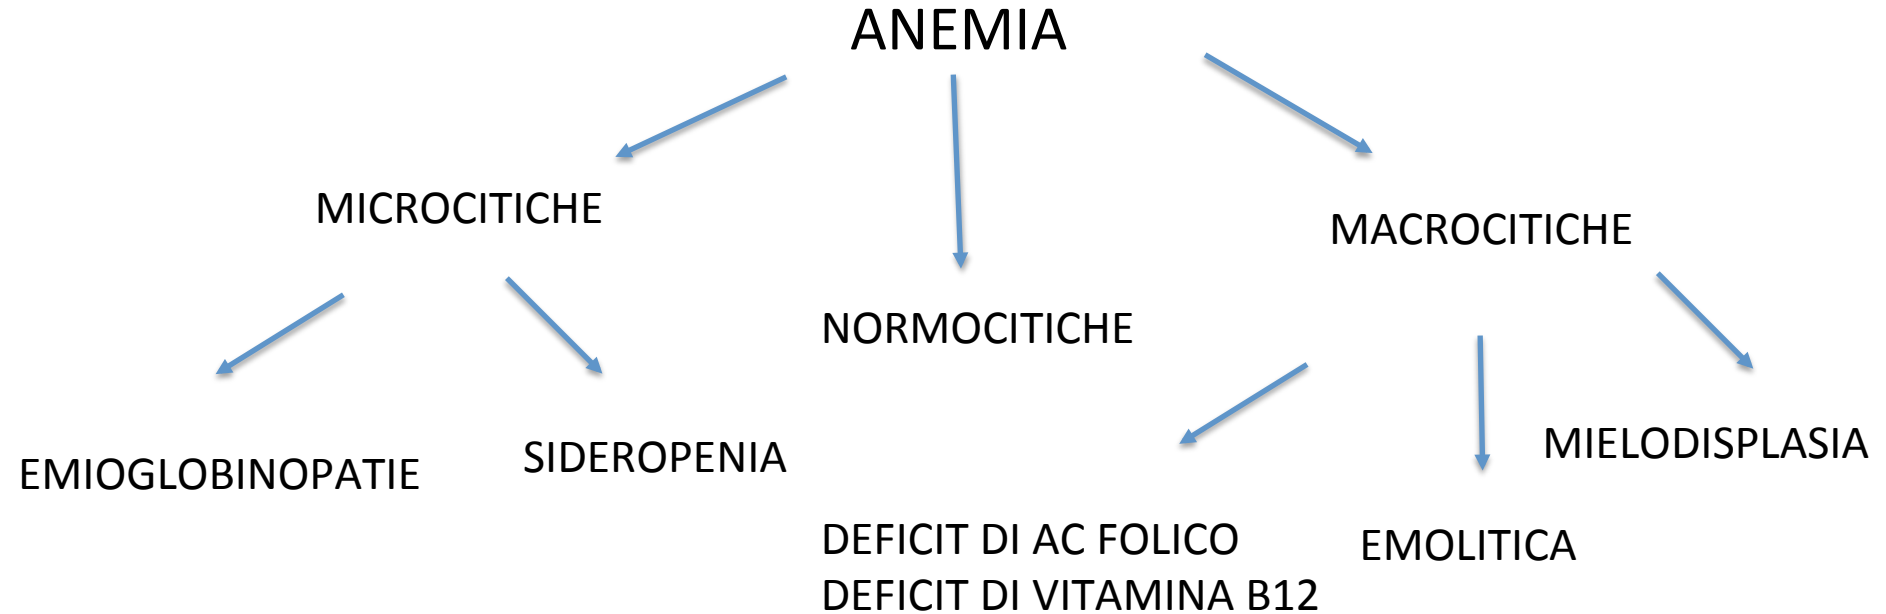 ANEMIA
MICROCITICHE
MACROCITICHE
NORMOCITICHE
EMIOGLOBINOPATIE
SIDEROPENIA
MIELODISPLASIA
DEFICIT DI AC FOLICO
DEFICIT DI VITAMINA B12
EMOLITICA